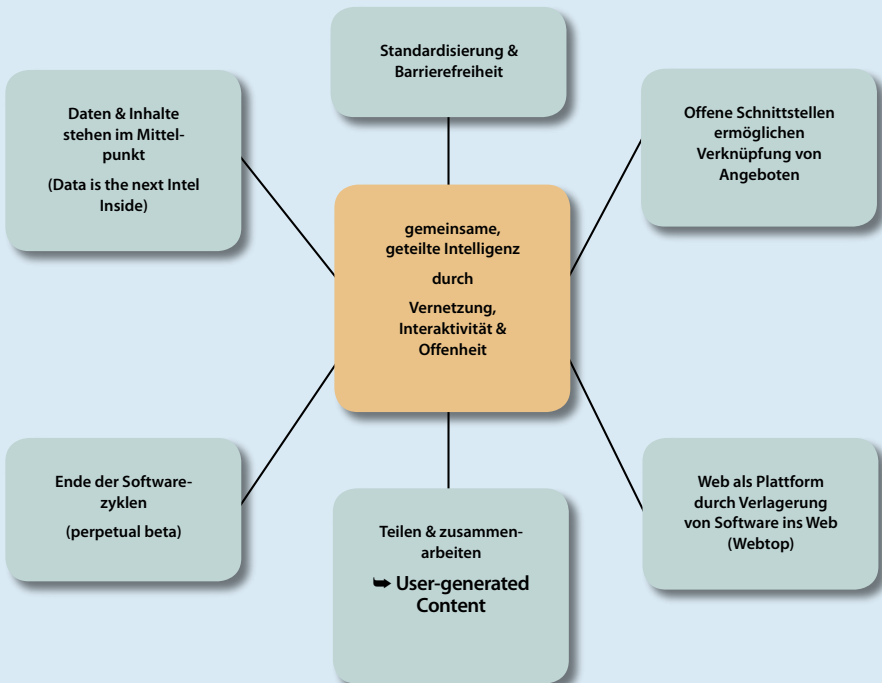 Standardisierung &
Barrierefreiheit
Daten & Inhalte
stehen im Mittel-
punkt
(Data is the next Intel
Inside)
Offene Schnittstellen
ermöglichen
Verknüpfung von
Angeboten
gemeinsame,
geteilte Intelligenz
durch
Vernetzung,
Interaktivität &
Offenheit
Ende der Software-
zyklen
(perpetual beta)
Teilen & zusammen-
arbeiten
➥ User-generated
Content
Web als Plattform
durch Verlagerung
von Software ins Web
(Webtop)